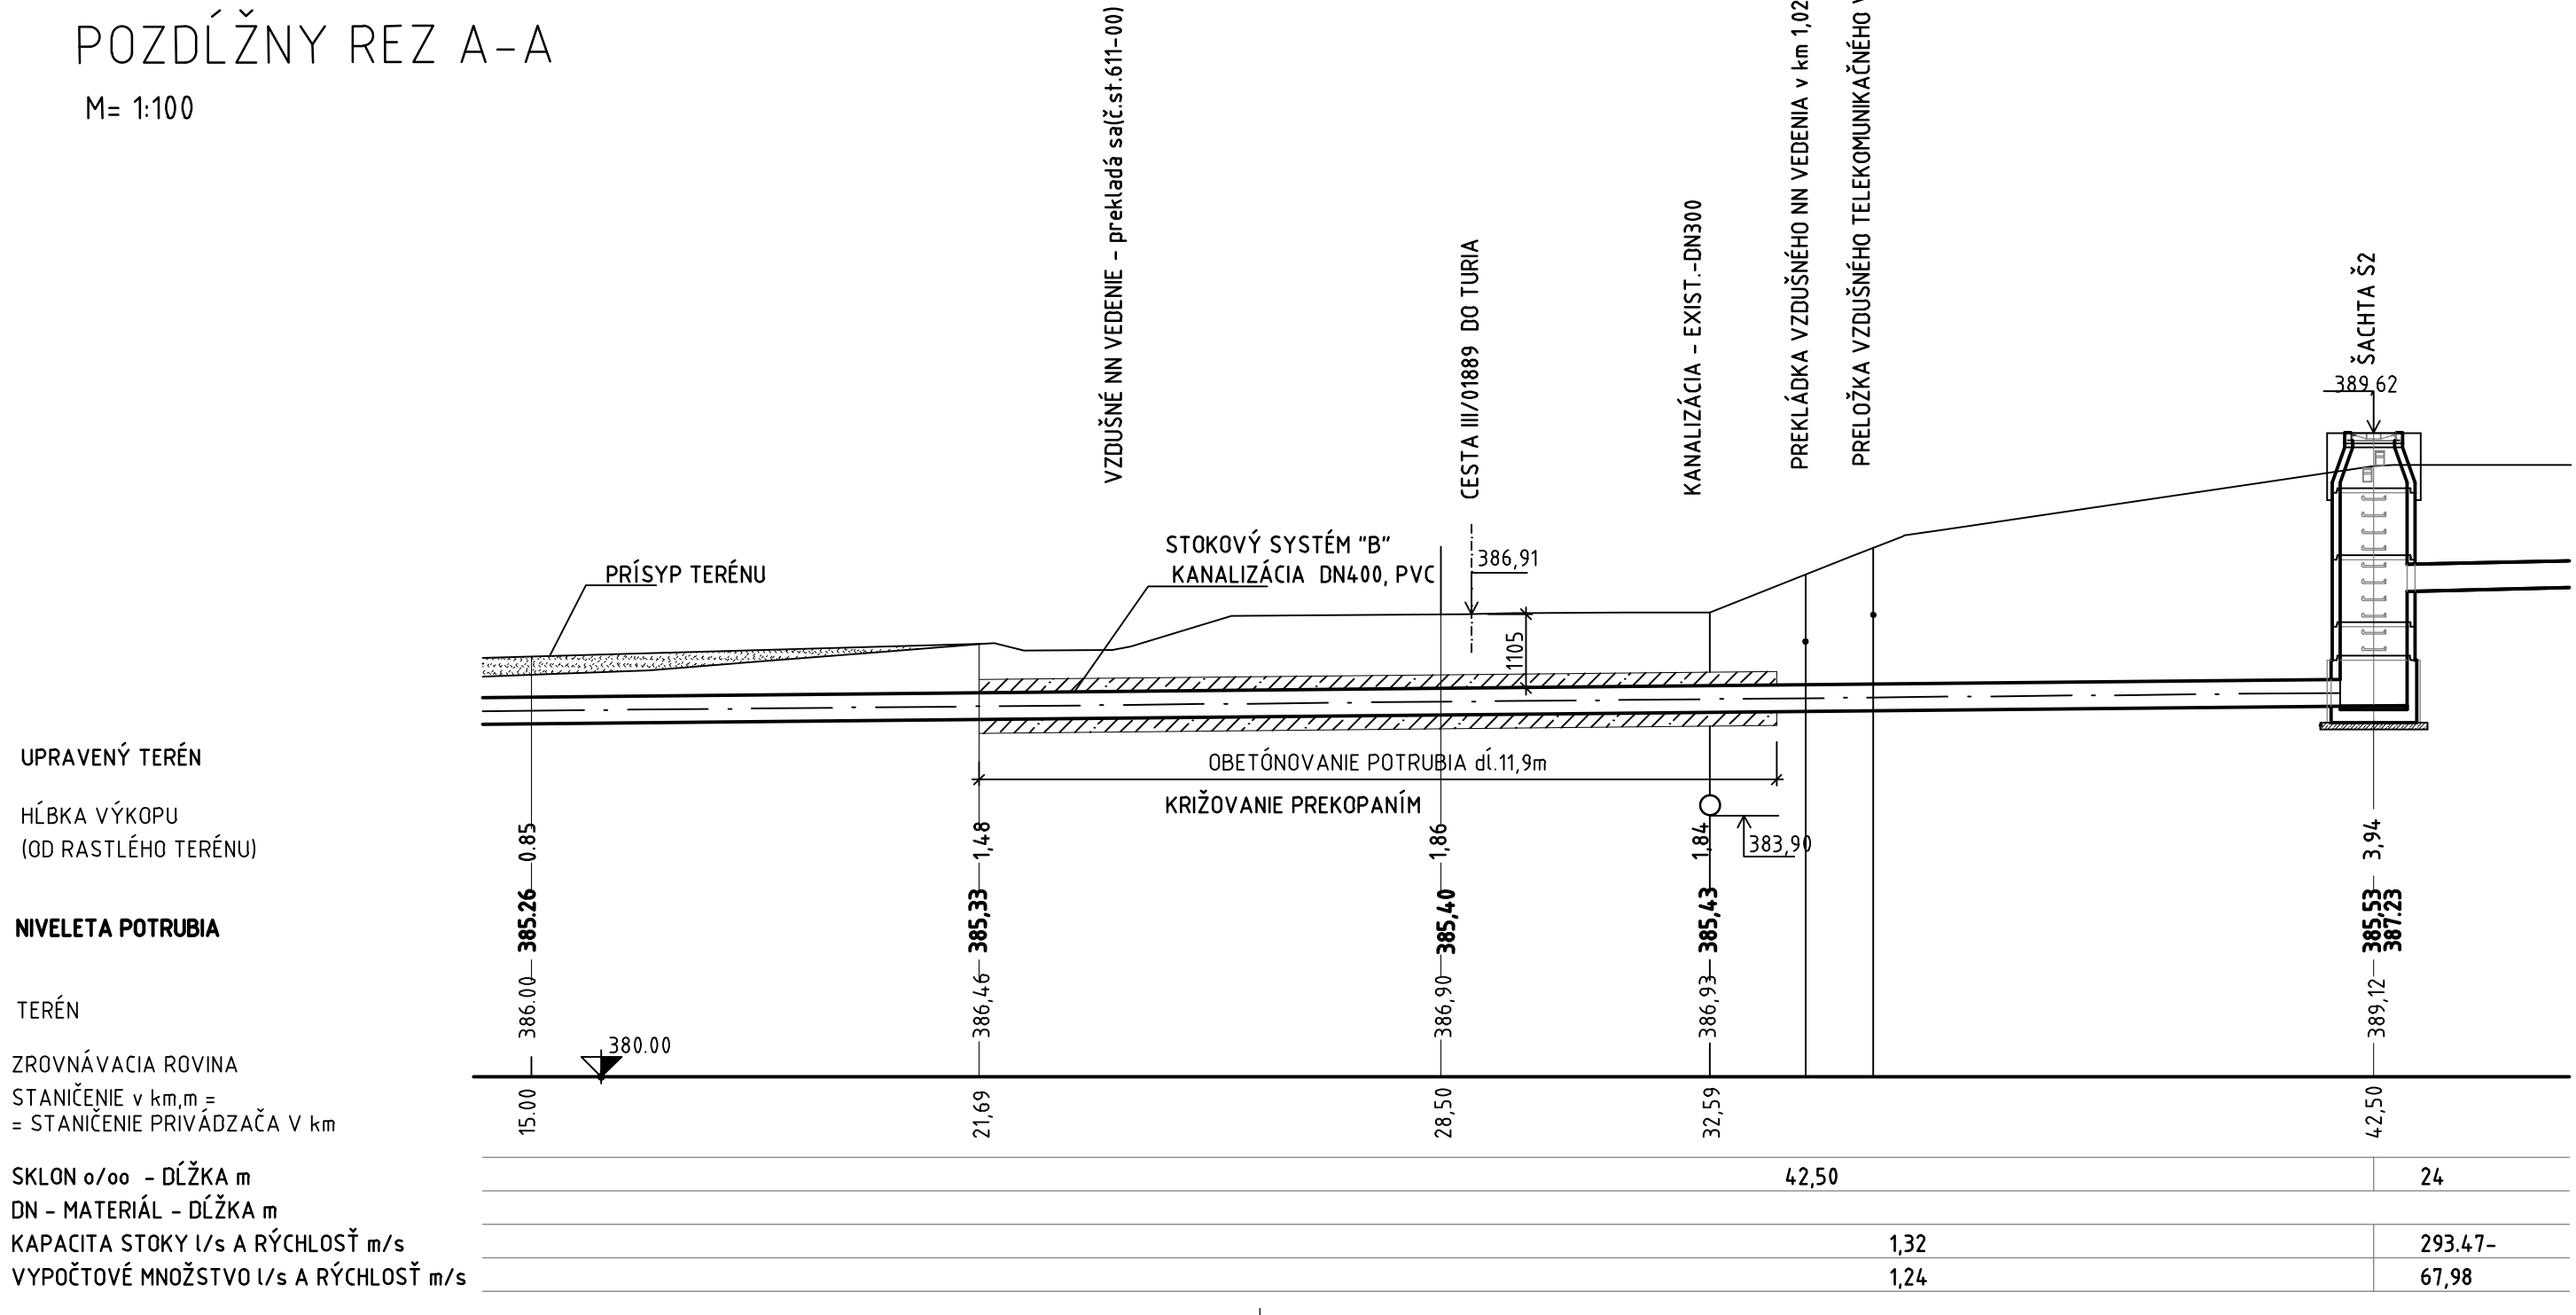 POZDĹŽNY REZ A-A
M= 1:100
VZDUŠNÉ NN VEDENIE - prekladá sa(č.st.611-00)
CESTA III/01889 DO TURIA
KANALIZÁCIA - EXIST.-DN300
PREKLÁDKA VZDUŠNÉHO NN VEDENIA v km 1,02
PRELOŽKA VZDUŠNÉHO TELEKOMUNIKAČNÉHO
ŠACHTA Š2
389,62
STOKOVÝ SYSTÉM "B"
KANALIZÁCIA DN400, PVC
386,91
PRÍSYP TERÉNU
1105
OBETÓNOVANIE POTRUBIA dĺ.11,9m
KRIŽOVANIE PREKOPANÍM
383,90
UPRAVENÝ TERÉN
HĹBKA VÝKOPU
(OD RASTLÉHO TERÉNU)
0.85 1,48 1,86 1,84 3,94
NIVELETA POTRUBIA
385.26 385,33 385,40 385,43 385,53
387.23
TERÉN
386.00 386,46 386,90 386,93 389,12
380.00
ZROVNÁVACIA ROVINA
STANIČENIE v km,m =
= STANIČENIE PRIVÁDZAČA V km
15.00 21,69 28,50 32,59 42,50
SKLON o/oo - DĹŽKA m 42,50 24
DN - MATERIÁL - DĹŽKA m
KAPACITA STOKY l/s A RÝCHLOSŤ m/s 1,32 293.47-
VYPOČTOVÉ MNOŽSTVO l/s A RÝCHLOSŤ m/s 1,24 67,98